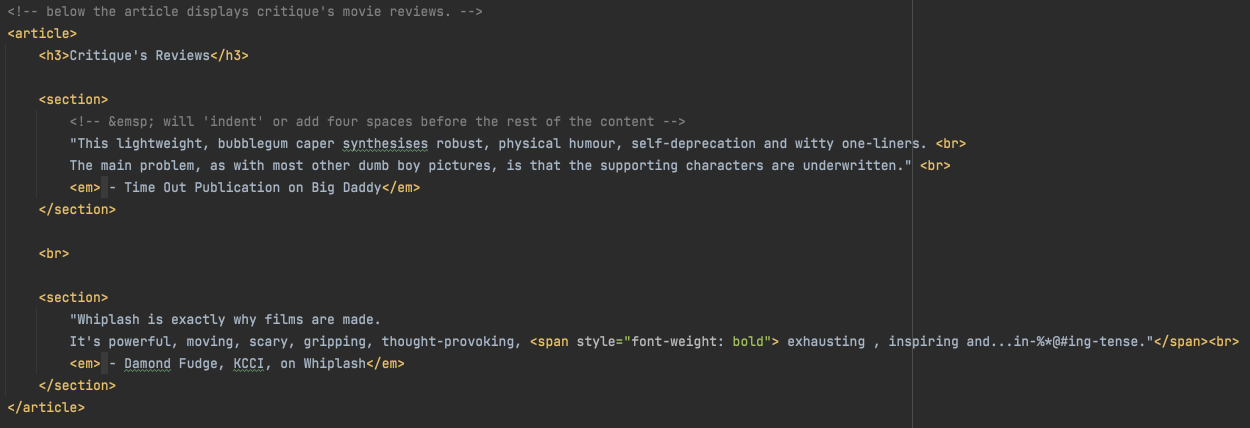 <!-- below the article displays critique's movie reviews. -->
<article>
<h3>Critique's Reviews</h3>
<section>
<!-- &emsp; will 'indent' or add four spaces before the rest of the content -->
"This lightweight, bubblegum caper synthesises robust, physical humour, self-deprecation and witty one-liners. <br>
The main problem, as with most other dumb boy pictures, is that the supporting characters are underwritten." <br>
<em> - Time Out Publication on Big Daddy</em>
</section>
<br>
<section>
"Whiplash is exactly why films are made.
It's powerful, moving, scary, gripping, thought-provoking, <span style="font-weight: bold"> exhausting , inspiring and...in-%*@#ing-tense."</span><br>
<em> - Damond Fudge, KCCI, on Whiplash</em>
</section>
</article>